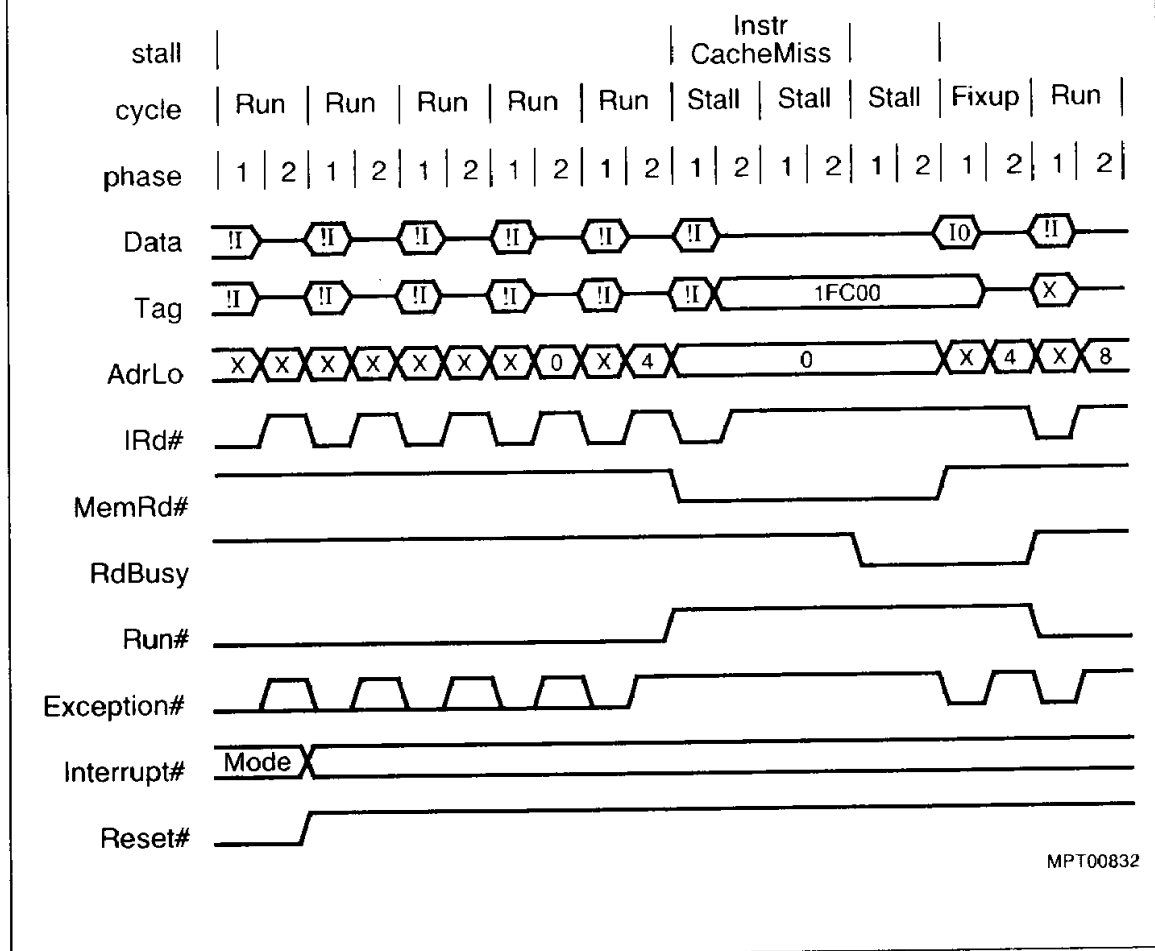 Instr
stall CacheMiss
cycle Run Run Run Run Run Stall Stall Stall Fixup Run
phase 1 2 1 2 1 2 1 2 1 2 1 2 1 2 1 2 1 2 1 2
Data !I !I !I !I !I !I I0 !I
Tag !I !I !I !I !I !I 1FC00 X
AdrLo X X X X X X X 0 X 4 0 X 4 X 8
IRd#
MemRd#
RdBusy
Run#
Exception#
Interrupt# Mode
Reset#
MPT00832